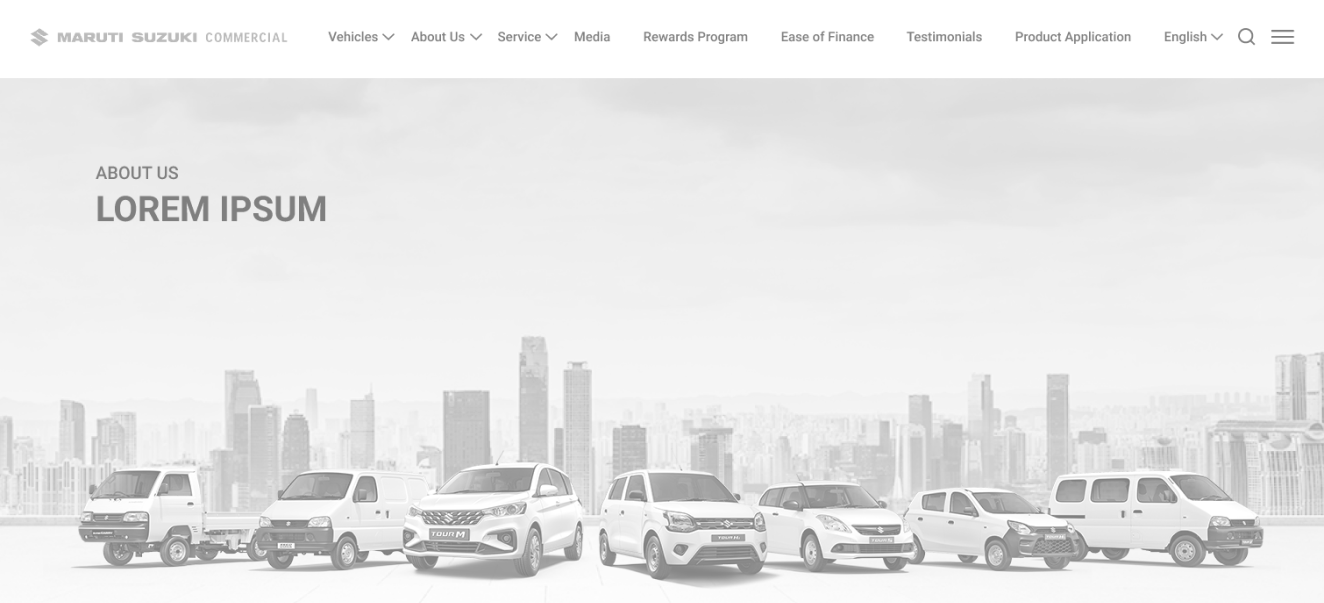 MARUTI SUZUKI COMMERCIAL
Vehicles
About Us
Service
Media
Rewards Program
Ease of Finance
Testimonials
Product Application
English
ABOUT US
LOREM IPSUM
TOUR M